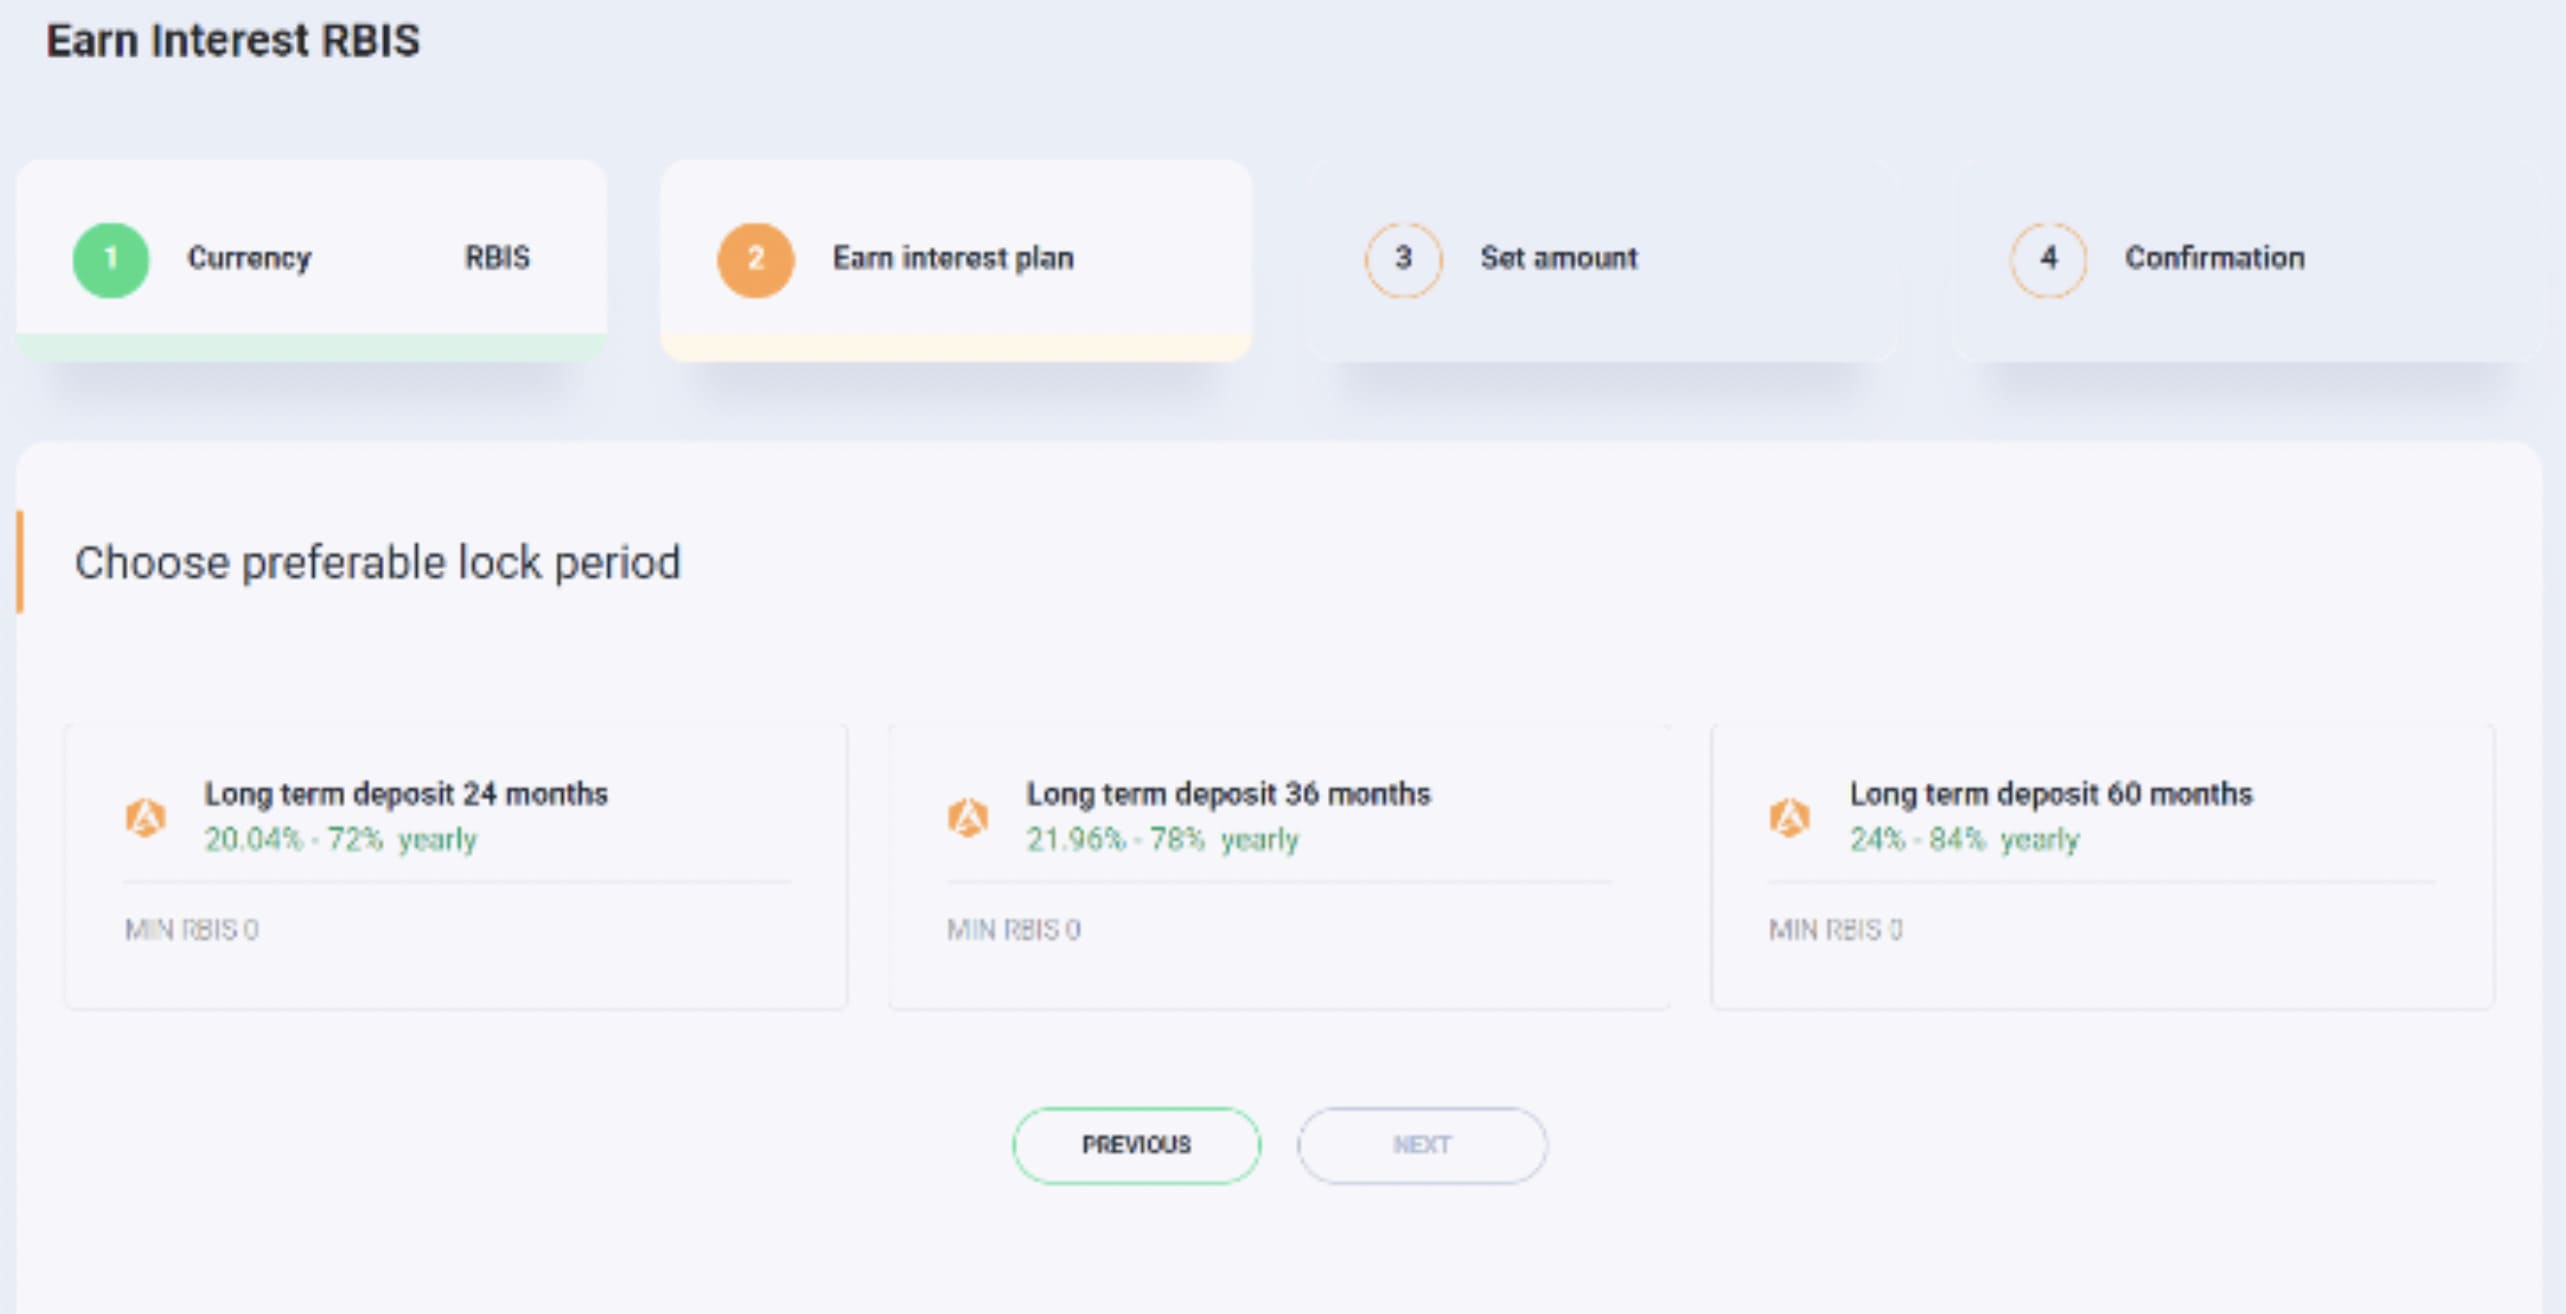 Earn Interest RBIS
1 Currency RBIS
2 Earn interest plan
3 Set amount
4 Confirmation
Choose preferable lock period
Long term deposit 24 months
20.04% - 72% yearly
MIN RBIS 0
Long term deposit 36 months
21.96% - 78% yearly
MIN RBIS 0
Long term deposit 60 months
24% - 84% yearly
MIN RBIS 0
PREVIOUS
NEXT